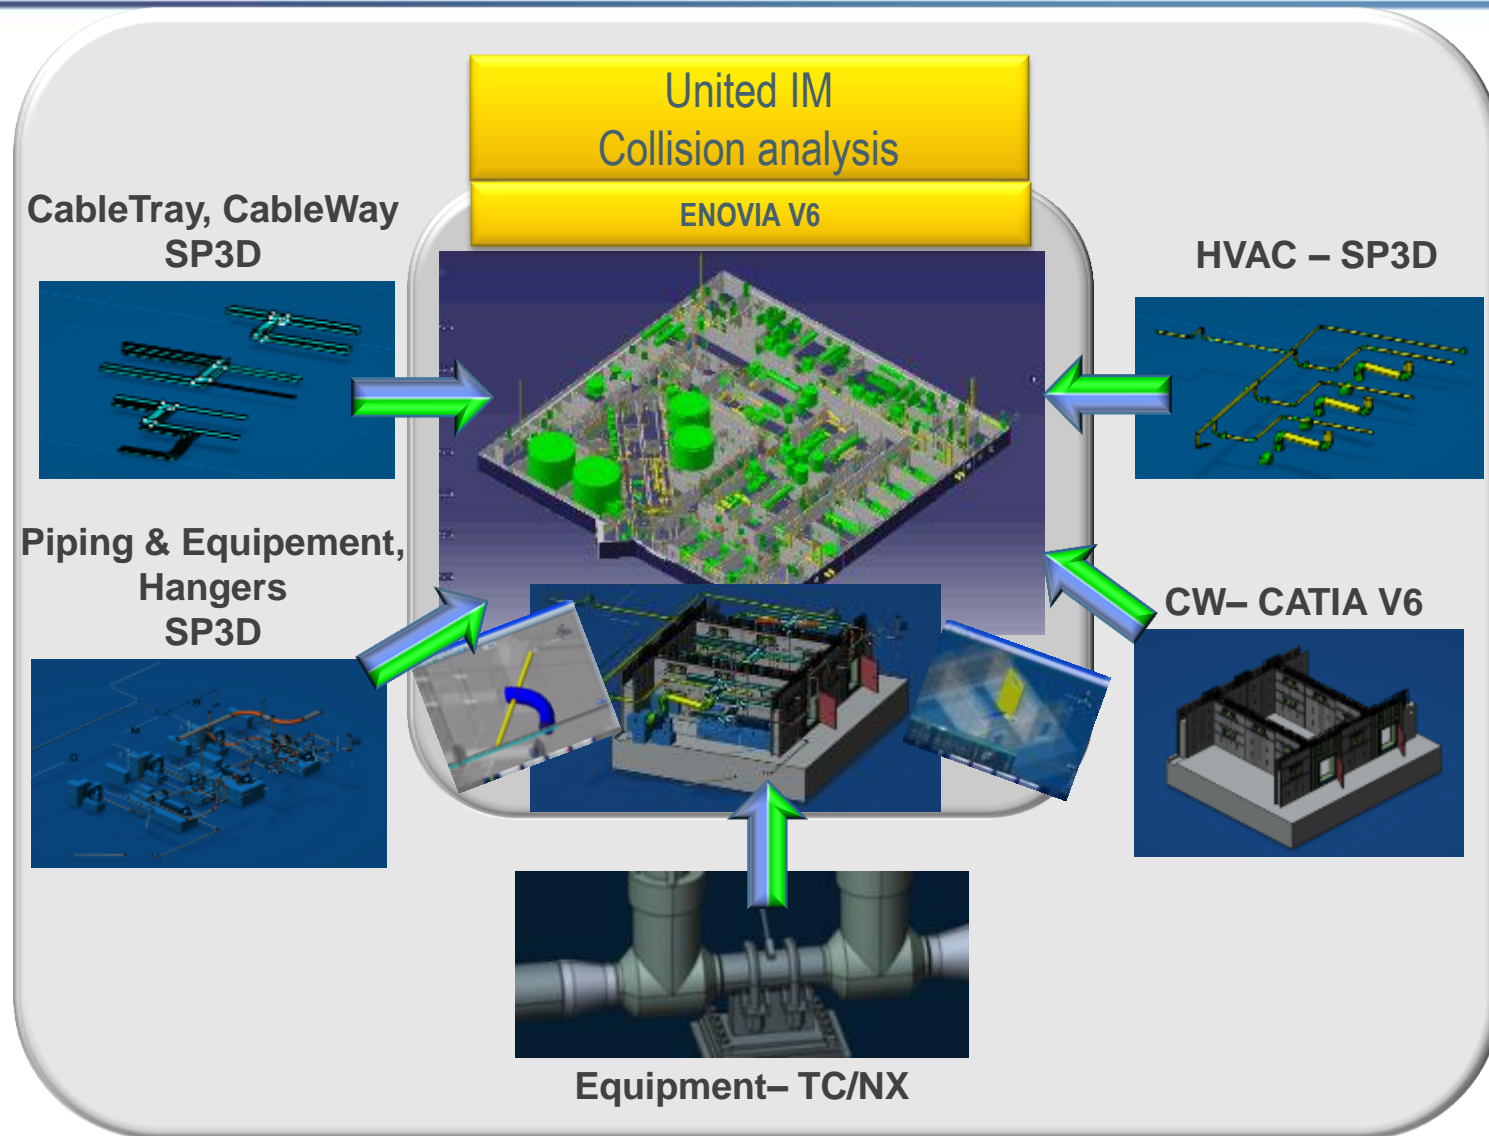 United IM
Collision analysis
ENOVIA V6
CableTray, CableWay
SP3D
HVAC – SP3D
Piping & Equipement,
Hangers
SP3D
CW– CATIA V6
Equipment– TC/NX